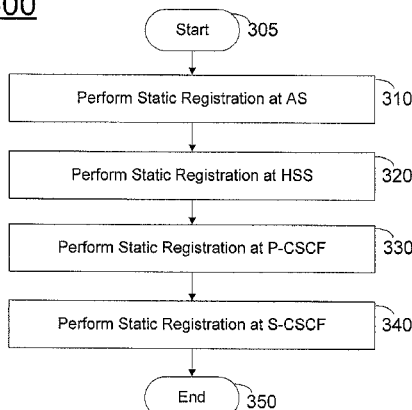 Start
305
Perform Static Registration at AS
310
Perform Static Registration at HSS
320
Perform Static Registration at P-CSCF
330
Perform Static Registration at S-CSCF
340
End
350